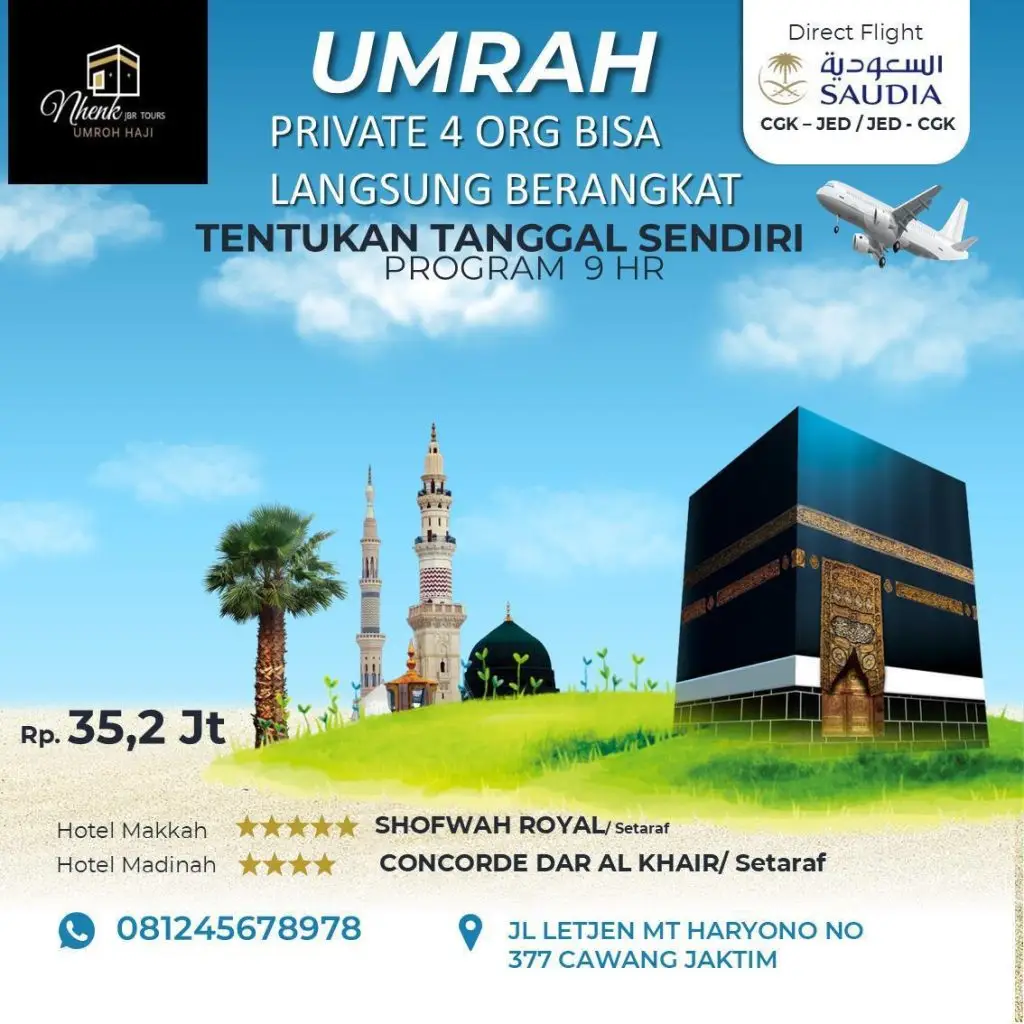 Nhenk JBR TOURS
UMROH HAJI
UMRAH
PRIVATE 4 ORG BISA
LANGSUNG BERANGKAT
TENTUKAN TANGGAL SENDIRI
PROGRAM 9 HR
Direct Flight
السعودية
SAUDIA
CGK – JED / JED - CGK
Rp. 35,2 Jt
Hotel Makkah SHOFWAH ROYAL/ Setaraf
Hotel Madinah CONCORDE DAR AL KHAIR/ Setaraf
081245678978
JL LETJEN MT HARYONO NO
377 CAWANG JAKTIM